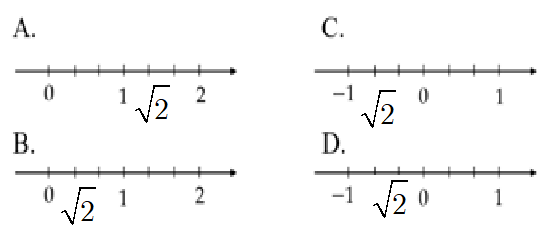 A.
0 1 √2 2
B.
0 √2 1 2
C.
−1 √2 0 1
D.
−1 √2 0 1